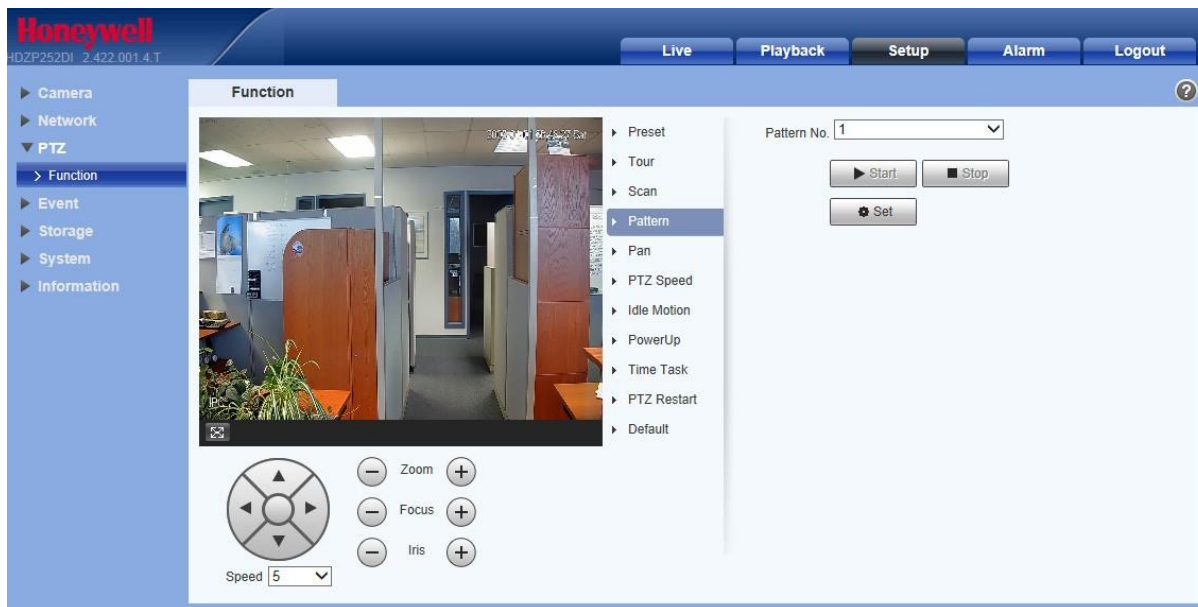 Honeywell
HDZP252DI 2.422.001.4.T
Live Playback Setup Alarm Logout
Camera
Network
PTZ
> Function
Event
Storage
System
Information
Function
?
IPC
Preset
Tour
Scan
Pattern
Pan
PTZ Speed
Idle Motion
PowerUp
Time Task
PTZ Restart
Default
Pattern No. 1
Start Stop
Set
Zoom
Focus
Iris
Speed 5